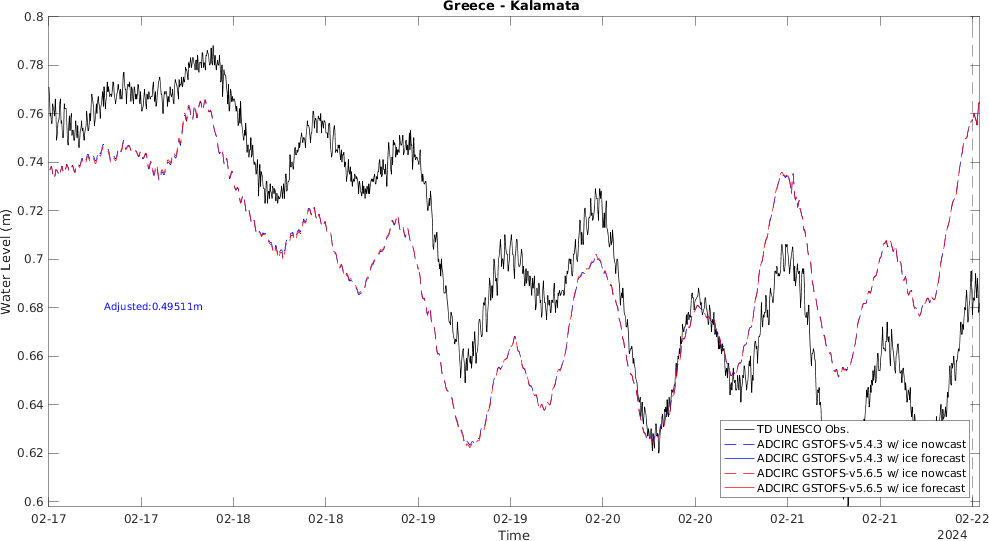 Greece - Kalamata
0.8
0.78
0.76
0.74
0.72
0.7
0.68
0.66
0.64
0.62
0.6
Water Level (m)
Adjusted:0.49511m
TD UNESCO Obs.
ADCIRC GSTOFS-v5.4.3 w/ ice nowcast
ADCIRC GSTOFS-v5.4.3 w/ ice forecast
ADCIRC GSTOFS-v5.6.5 w/ ice nowcast
ADCIRC GSTOFS-v5.6.5 w/ ice forecast
02-17 02-17 02-18 02-18 02-19 02-19 02-20 02-20 02-21 02-21 02-22
Time
2024